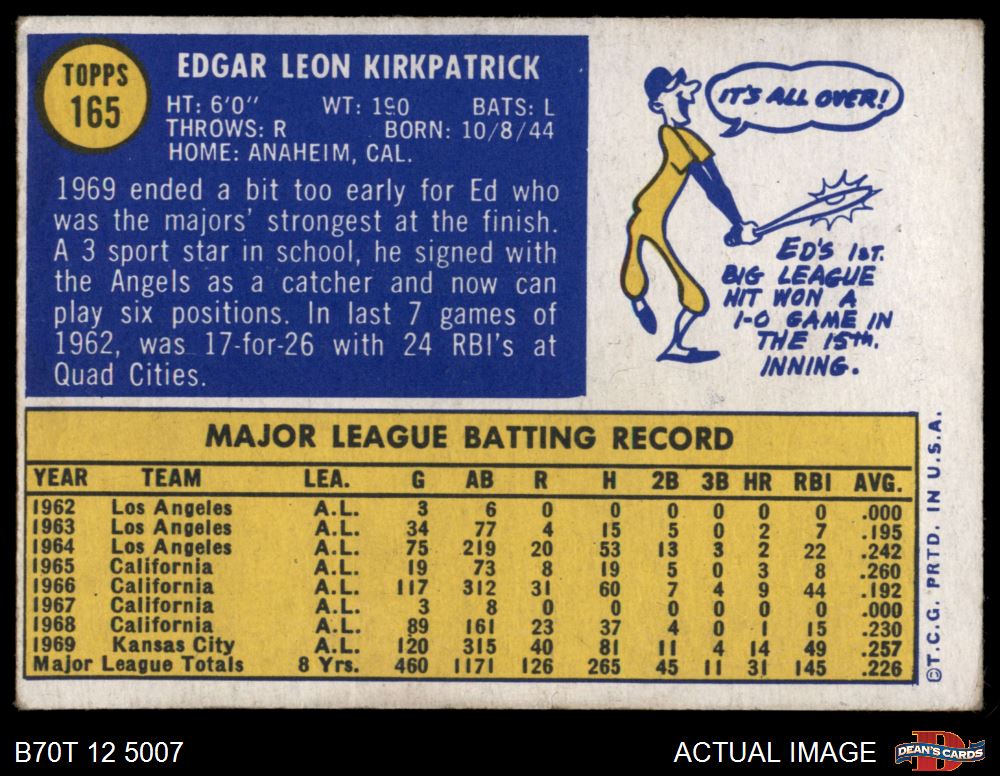 TOPPS
165
EDGAR LEON KIRKPATRICK
HT: 6'0" WT: 190 BATS: L
THROWS: R BORN: 10/8/44
HOME: ANAHEIM, CAL.
1969 ended a bit too early for Ed who
was the majors' strongest at the finish.
A 3 sport star in school, he signed with
the Angels as a catcher and now can
play six positions. In last 7 games of
1962, was 17-for-26 with 24 RBI's at
Quad Cities.
IT'S ALL OVER!
ED'S 1ST.
BIG LEAGUE
HIT WON A
1-0 GAME IN
THE 15TH.
INNING.
MAJOR LEAGUE BATTING RECORD
YEAR TEAM LEA. G AB R H 2B 3B HR RBI AVG.
1962 Los Angeles A.L. 3 6 0 0 0 0 0 0 .000
1963 Los Angeles A.L. 34 77 4 15 5 0 2 7 .195
1964 Los Angeles A.L. 75 219 20 53 13 3 2 22 .242
1965 California A.L. 19 73 8 19 5 0 3 8 .260
1966 California A.L. 117 312 31 60 7 4 9 44 .192
1967 California A.L. 3 8 0 0 0 0 0 0 .000
1968 California A.L. 89 161 23 37 4 0 1 15 .230
1969 Kansas City A.L. 120 315 40 81 11 4 14 49 .257
Major League Totals 8 Yrs. 460 1171 126 265 45 11 31 145 .226
©T.C.G. PRTD. IN U.S.A.
B70T 12 5007
ACTUAL IMAGE
D
DEAN'S CARDS